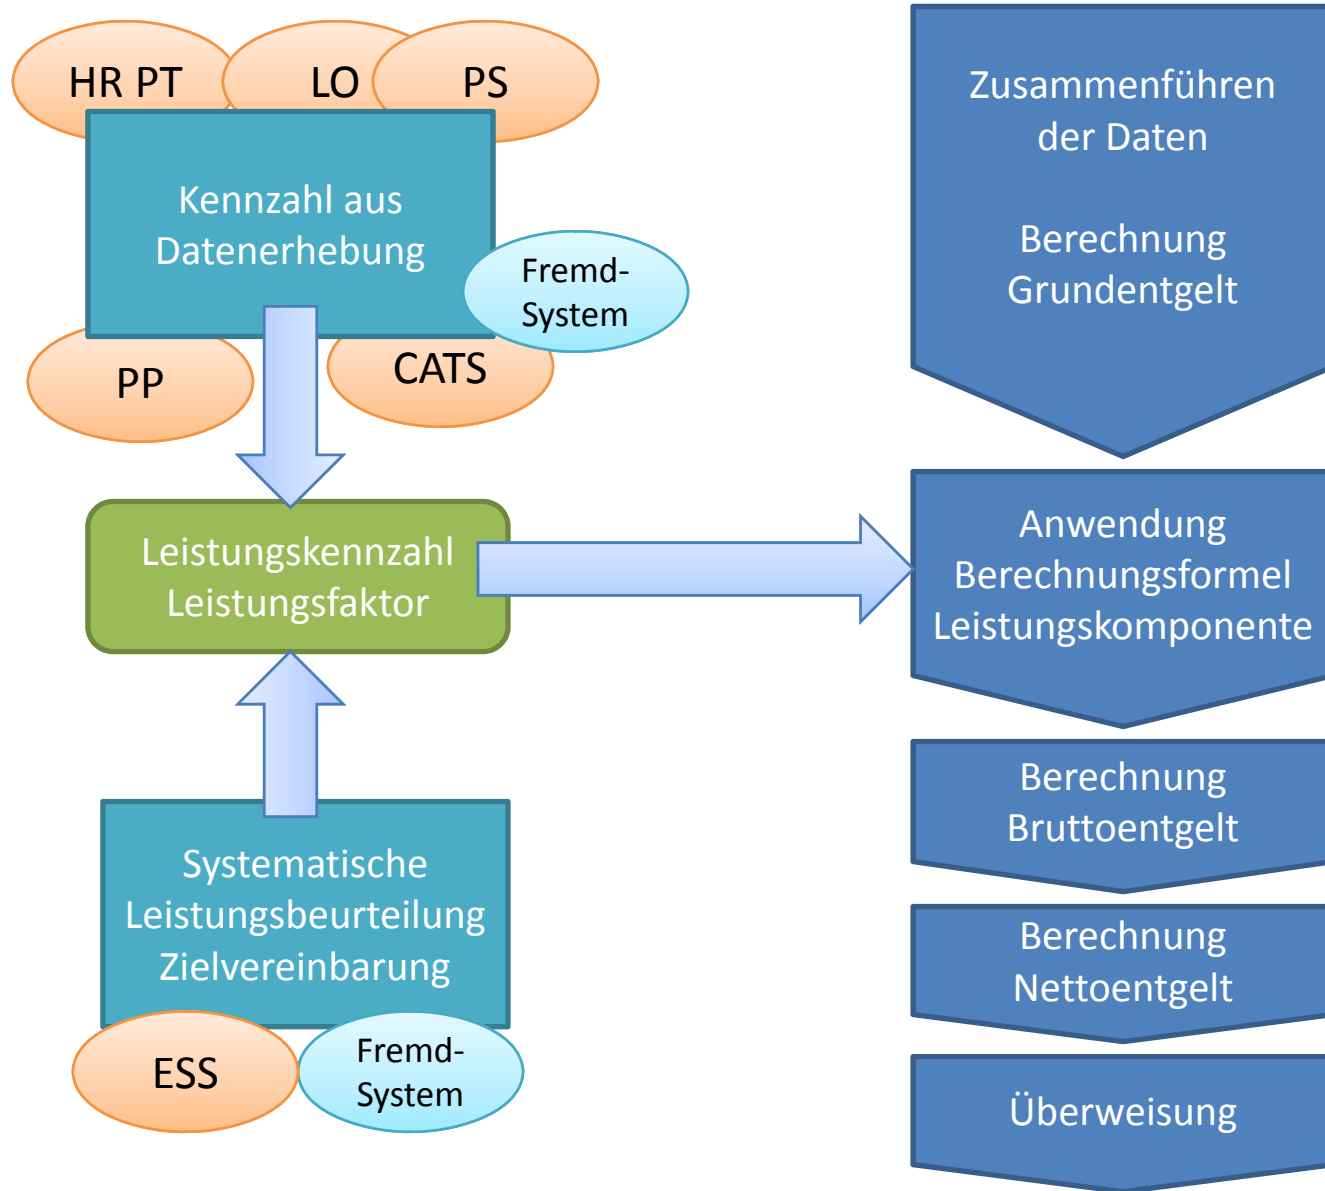 HR PT
LO
PS
Kennzahl aus
Datenerhebung
Fremd-
System
PP
CATS
Leistungskennzahl
Leistungsfaktor
Systematische
Leistungsbeurteilung
Zielvereinbarung
ESS
Fremd-
System
Zusammenführen
der Daten
Berechnung
Grundentgelt
Anwendung
Berechnungsformel
Leistungskomponente
Berechnung
Bruttoentgelt
Berechnung
Nettoentgelt
Überweisung